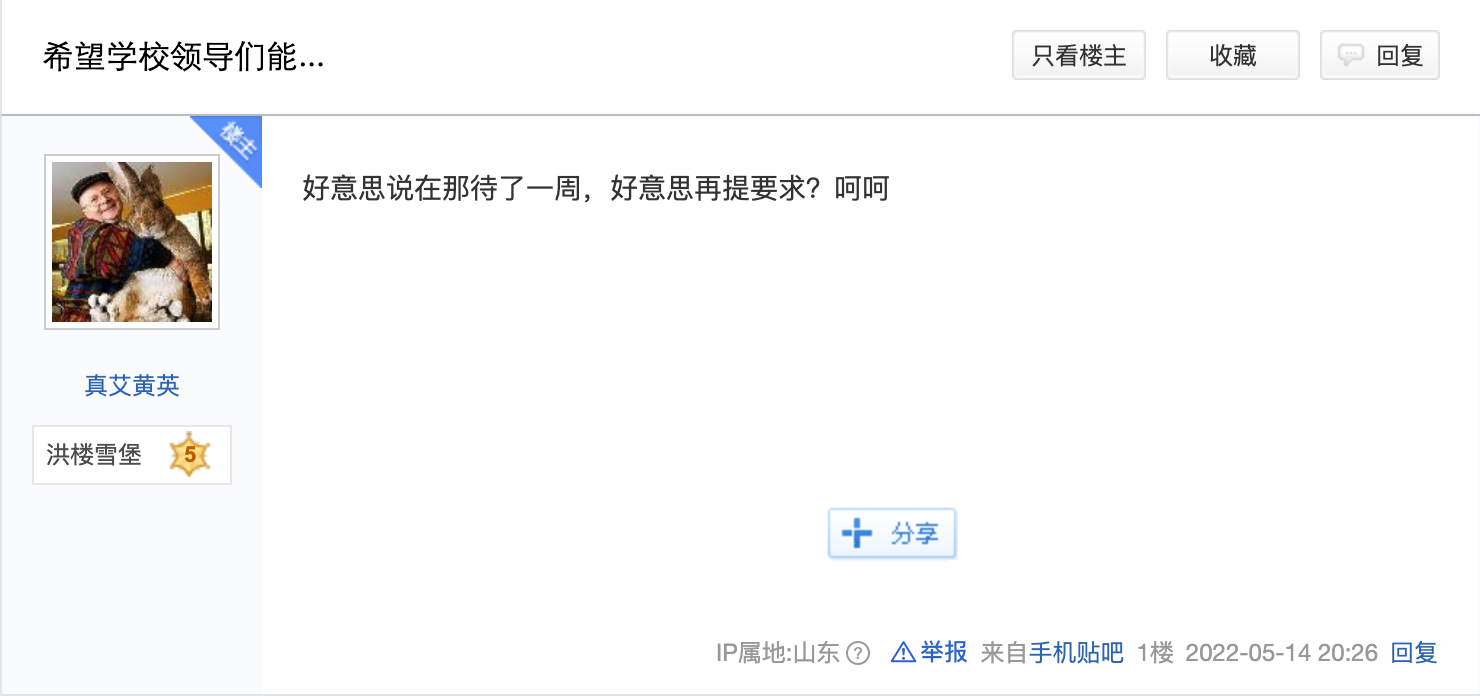 希望学校领导们能...
只看楼主
收藏
回复
楼主
好意思说在那待了一周，好意思再提要求？呵呵
真艾黄英
洪楼雪堡 5
分享
IP属地:山东 ? 举报 来自手机贴吧 1楼 2022-05-14 20:26 回复